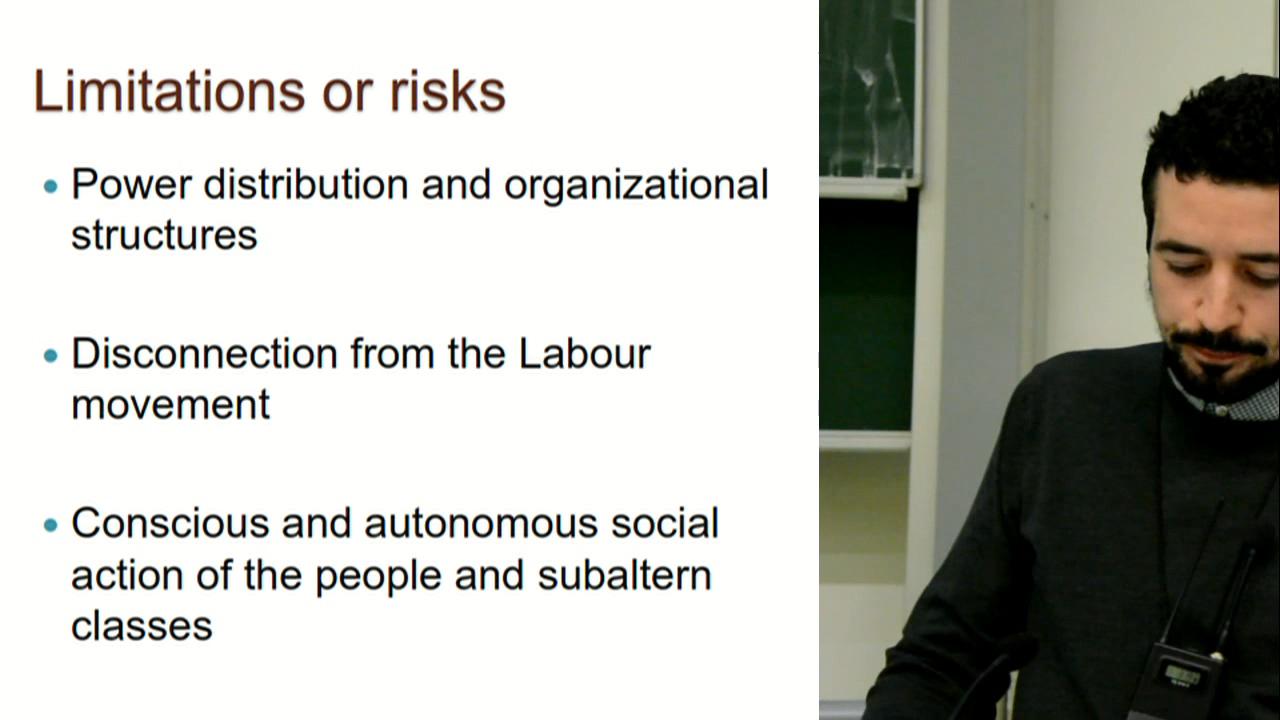 Limitations or risks
Power distribution and organizational
structures
Disconnection from the Labour
movement
Conscious and autonomous social
action of the people and subaltern
classes